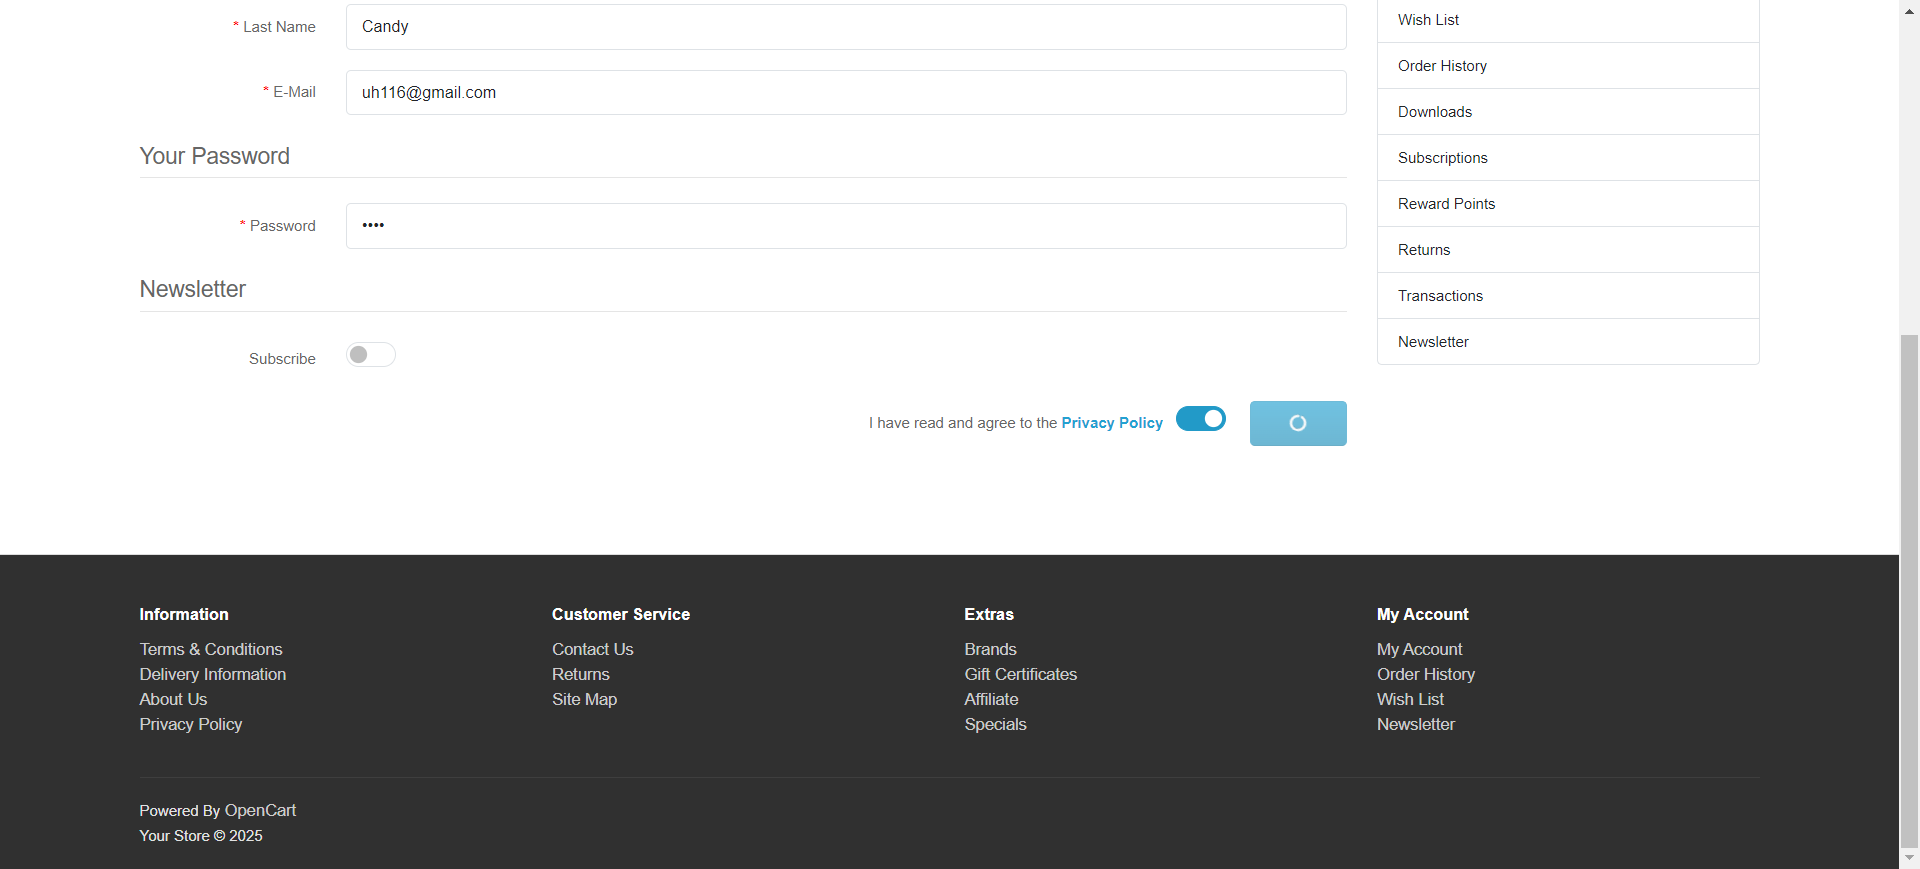 * Last Name
Candy
* E-Mail
uh116@gmail.com
Your Password
* Password
••••
Newsletter
Subscribe
I have read and agree to the Privacy Policy
Wish List
Order History
Downloads
Subscriptions
Reward Points
Returns
Transactions
Newsletter
Information
Terms & Conditions
Delivery Information
About Us
Privacy Policy
Customer Service
Contact Us
Returns
Site Map
Extras
Brands
Gift Certificates
Affiliate
Specials
My Account
My Account
Order History
Wish List
Newsletter
Powered By OpenCart
Your Store © 2025